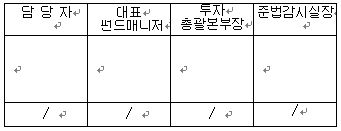 담 당 자
대표
펀드매니저
투자
총괄본부장
준법감시실장
/ / / /